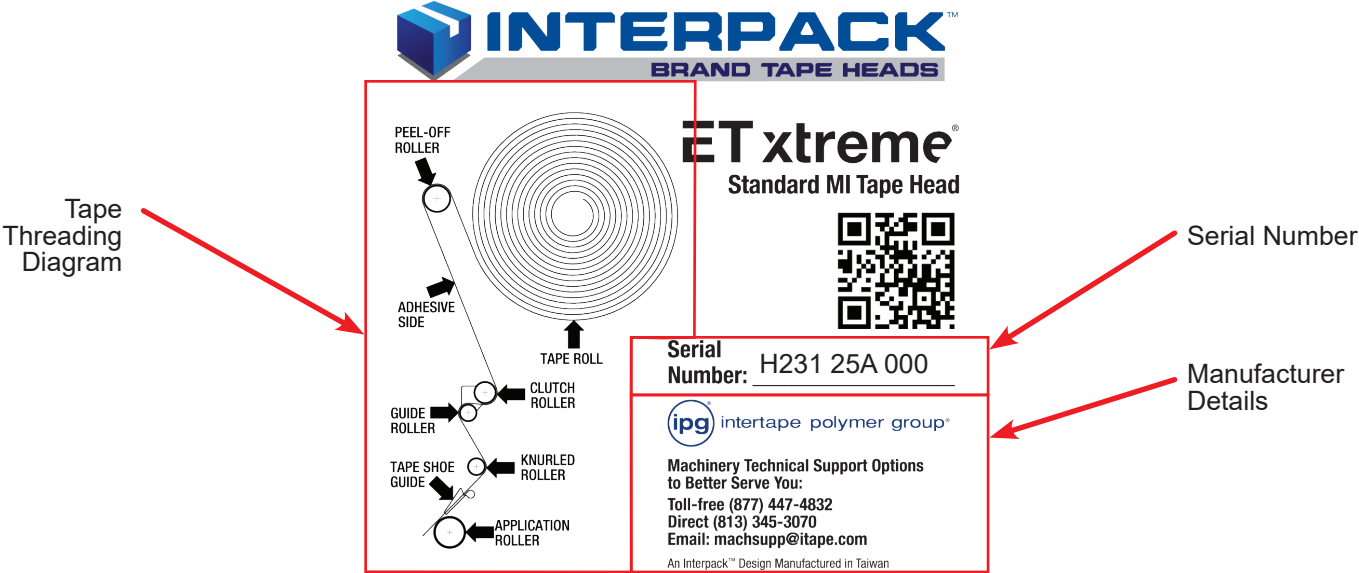 INTERPACK™
BRAND TAPE HEADS
Tape
Threading
Diagram
PEEL-OFF
ROLLER
ADHESIVE
SIDE
TAPE ROLL
CLUTCH
ROLLER
GUIDE
ROLLER
KNURLED
ROLLER
TAPE SHOE
GUIDE
APPLICATION
ROLLER
ET xtreme®
Standard MI Tape Head
Serial
Number: H231 25A 000
ipg® intertape polymer group®
Machinery Technical Support Options
to Better Serve You:
Toll-free (877) 447-4832
Direct (813) 345-3070
Email: machsupp@itape.com
An Interpack™ Design Manufactured in Taiwan
Serial Number
Manufacturer
Details